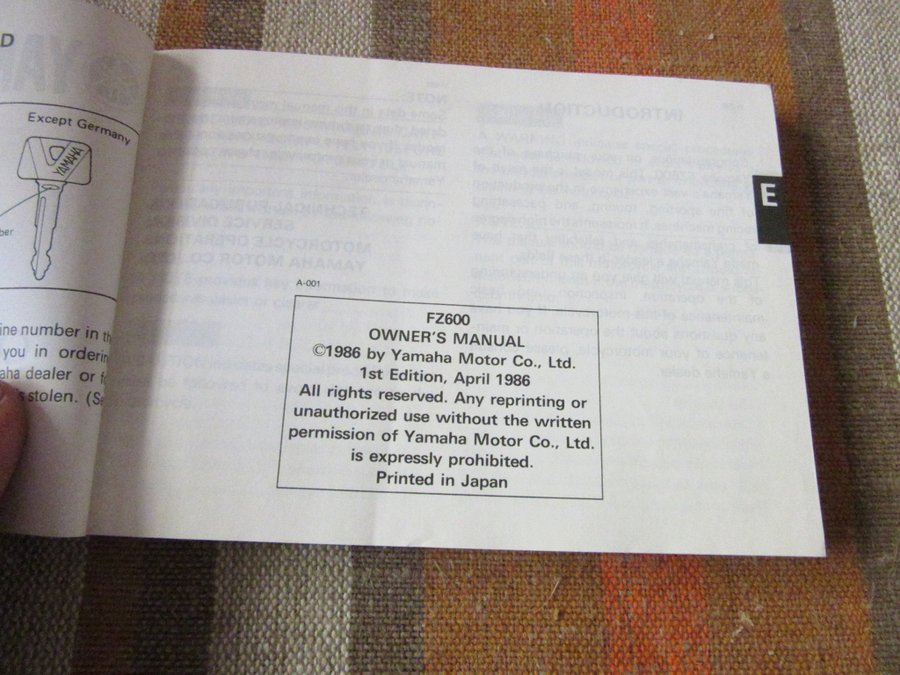 D
Except Germany
YAMAHA
ber
ine number in th
you in orderin
aha dealer or f
s stolen. (Se
E
A-001
FZ600
OWNER'S MANUAL
©1986 by Yamaha Motor Co., Ltd.
1st Edition, April 1986
All rights reserved. Any reprinting or
unauthorized use without the written
permission of Yamaha Motor Co., Ltd.
is expressly prohibited.
Printed in Japan